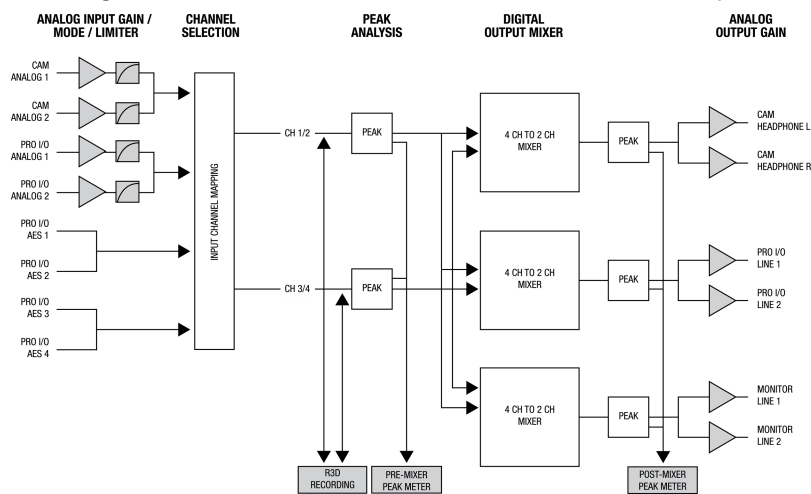 ANALOG INPUT GAIN /
MODE / LIMITER
CHANNEL
SELECTION
PEAK
ANALYSIS
DIGITAL
OUTPUT MIXER
ANALOG
OUTPUT GAIN
CAM
ANALOG 1
CAM
ANALOG 2
PRO I/O
ANALOG 1
PRO I/O
ANALOG 2
PRO I/O
AES 1
PRO I/O
AES 2
PRO I/O
AES 3
PRO I/O
AES 4
INPUT CHANNEL MAPPING
CH 1/2
CH 3/4
PEAK
PEAK
4 CH TO 2 CH
MIXER
4 CH TO 2 CH
MIXER
4 CH TO 2 CH
MIXER
PEAK
PEAK
PEAK
CAM
HEADPHONE L
CAM
HEADPHONE R
PRO I/O
LINE 1
PRO I/O
LINE 2
MONITOR
LINE 1
MONITOR
LINE 2
R3D
RECORDING
PRE-MIXER
PEAK METER
POST-MIXER
PEAK METER